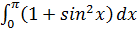 ∫₀^π (1 + sin²x) dx